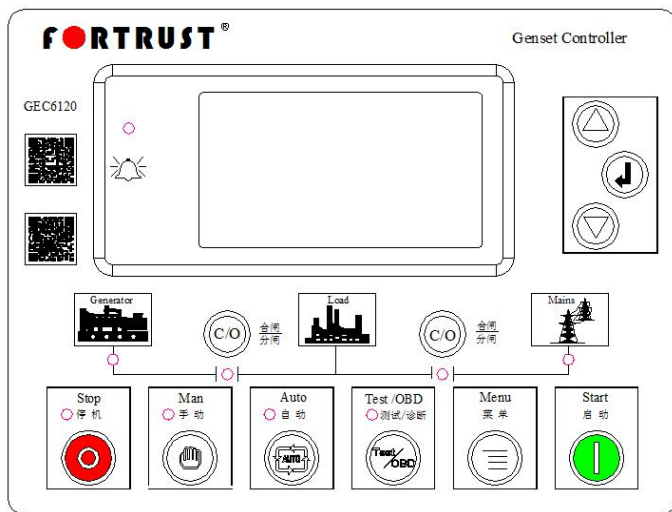 FORTRUST®
Genset Controller
GEC6120
Generator
C/O
合闸
分闸
Load
C/O
合闸
分闸
Mains
Stop
停机
Man
手动
Auto
自动
AUTO
Test /OBD
测试/诊断
Test/OBD
Menu
菜单
Start
启动